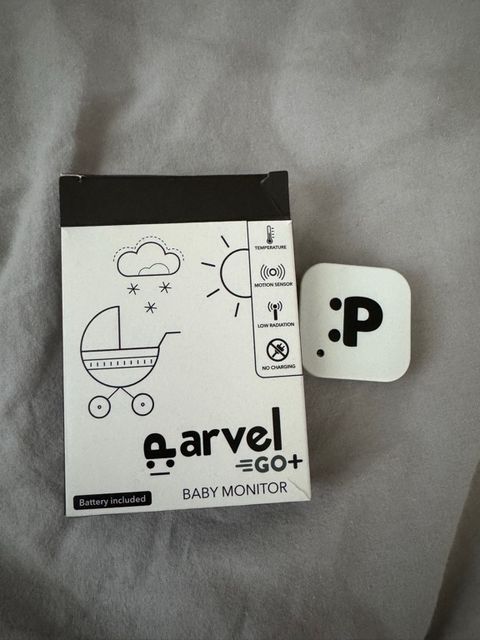 TEMPERATURE
MOTION SENSOR
LOW RADIATION
NO CHARGING
Parvel
GO+
BABY MONITOR
Battery included
:P